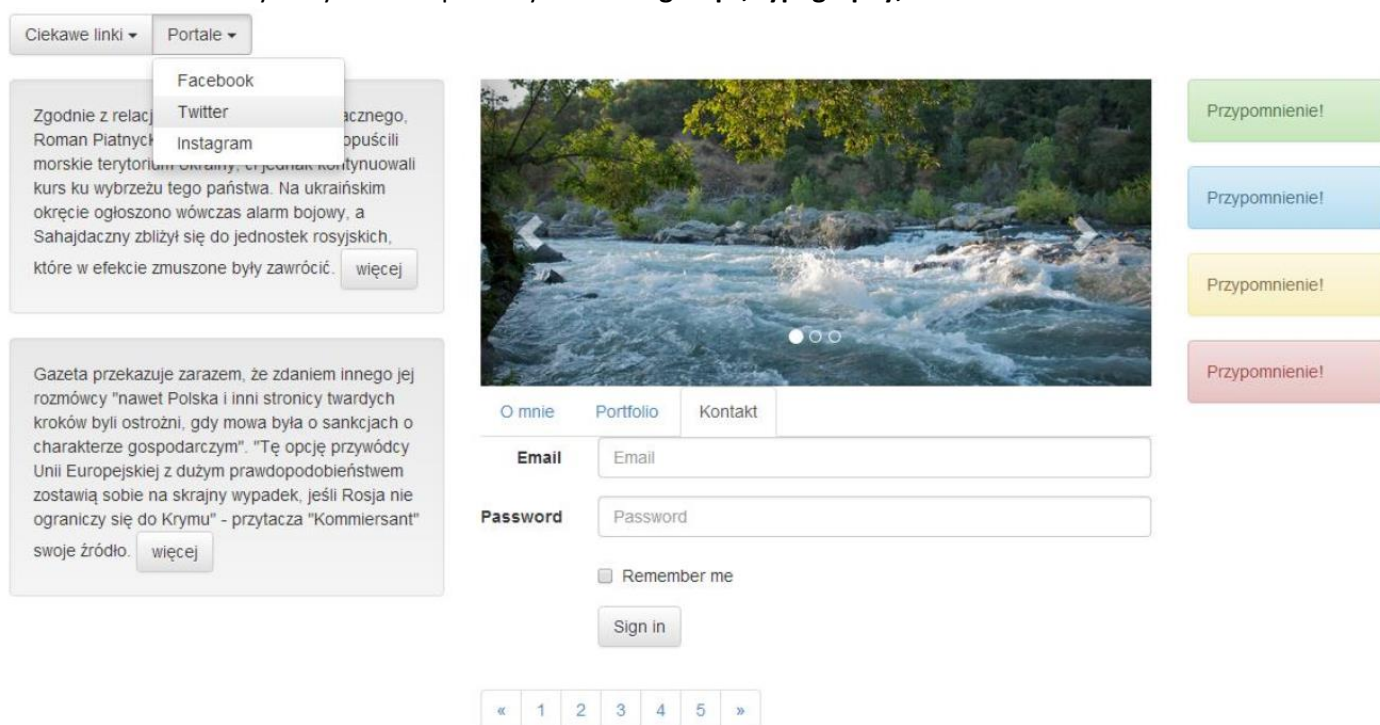 Ciekawe linki
Portale
Facebook
Twitter
Instagram
Zgodnie z relacj acznego,
Roman Piatnyck opuścili
morskie terytorium Ukrainy, ci jednak kontynuowali
kurs ku wybrzeżu tego państwa. Na ukraińskim
okręcie ogłoszono wówczas alarm bojowy, a
Sahajdaczny zbliżył się do jednostek rosyjskich,
które w efekcie zmuszone były zawrócić. więcej
Gazeta przekazuje zarazem, że zdaniem innego jej
rozmówcy "nawet Polska i inni stronicy twardych
kroków byli ostrożni, gdy mowa była o sankcjach o
charakterze gospodarczym". "Tę opcję przywódcy
Unii Europejskiej z dużym prawdopodobieństwem
zostawią sobie na skrajny wypadek, jeśli Rosja nie
ograniczy się do Krymu" - przytacza "Kommiersant"
swoje źródło. więcej
O mnie Portfolio Kontakt
Email Email
Password Password
Remember me
Sign in
« 1 2 3 4 5 »
Przypomnienie!
Przypomnienie!
Przypomnienie!
Przypomnienie!